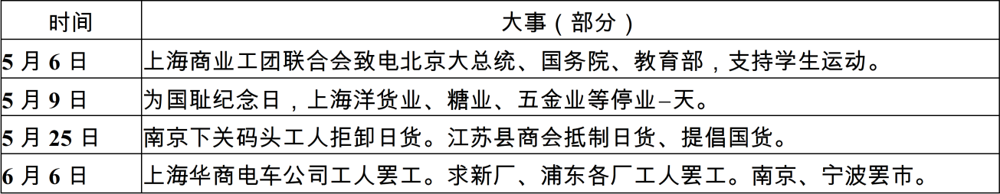 时间 大事（部分）
5月6日 上海商业工团联合会致电北京大总统、国务院、教育部，支持学生运动。
5月9日 为国耻纪念日，上海洋货业、糖业、五金业等停业–天。
5月25日 南京下关码头工人拒卸日货。江苏县商会抵制日货、提倡国货。
6月6日 上海华商电车公司工人罢工。求新厂、浦东各厂工人罢工。南京、宁波罢市。